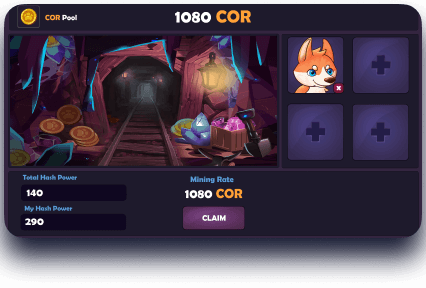 COR Pool
1080 COR
Total Hash Power
140
My Hash Power
290
Mining Rate
1080 COR
CLAIM